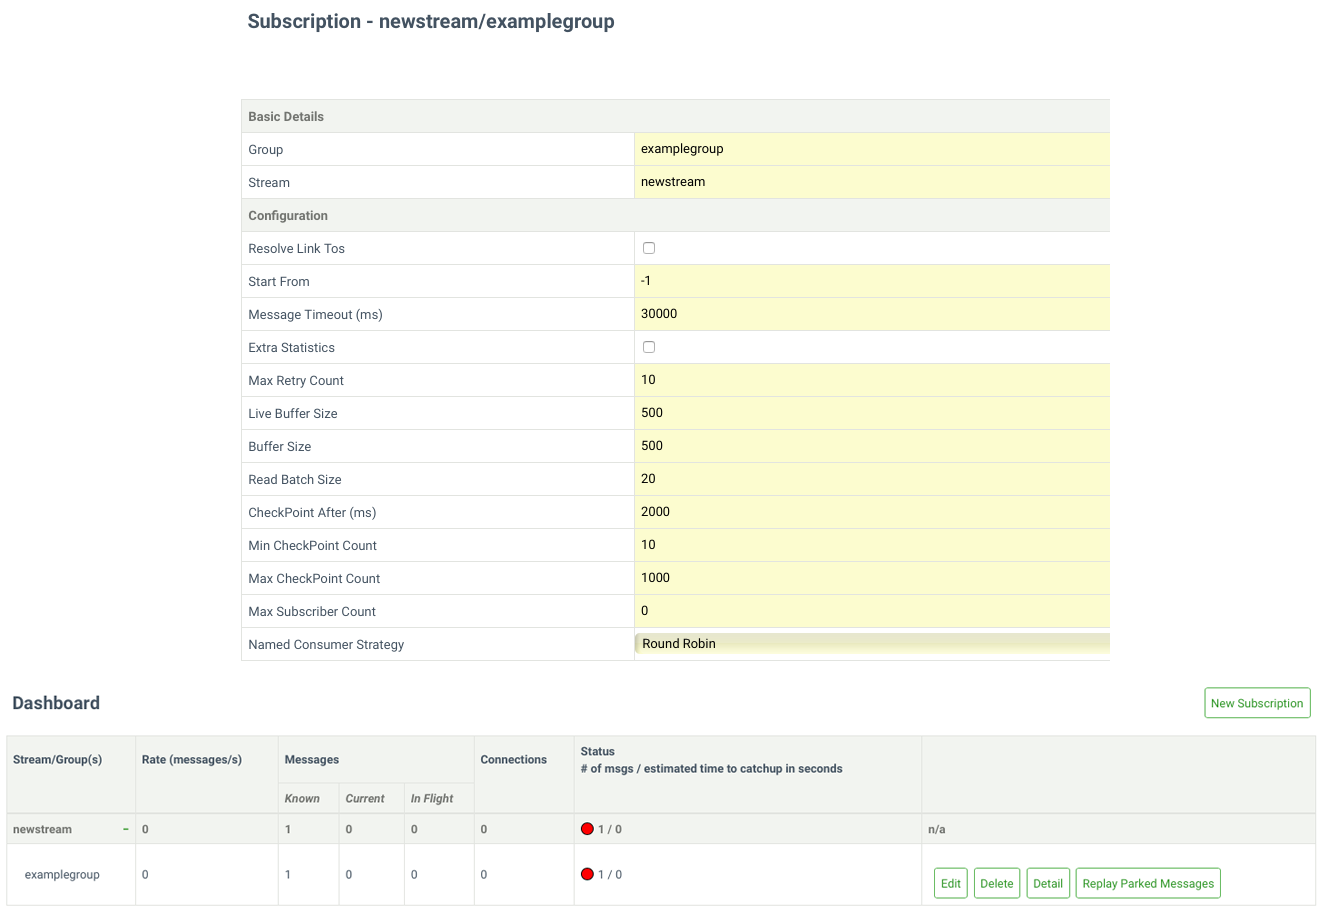 Subscription - newstream/examplegroup
Basic Details
Group examplegroup
Stream newstream
Configuration
Resolve Link Tos
Start From -1
Message Timeout (ms) 30000
Extra Statistics
Max Retry Count 10
Live Buffer Size 500
Buffer Size 500
Read Batch Size 20
CheckPoint After (ms) 2000
Min CheckPoint Count 10
Max CheckPoint Count 1000
Max Subscriber Count 0
Named Consumer Strategy Round Robin
Dashboard New Subscription
Stream/Group(s) Rate (messages/s) Messages Connections Status
# of msgs / estimated time to catchup in seconds
Known Current In Flight
newstream - 0 1 0 0 0 1 / 0 n/a
examplegroup 0 1 0 0 0 1 / 0 Edit Delete Detail Replay Parked Messages